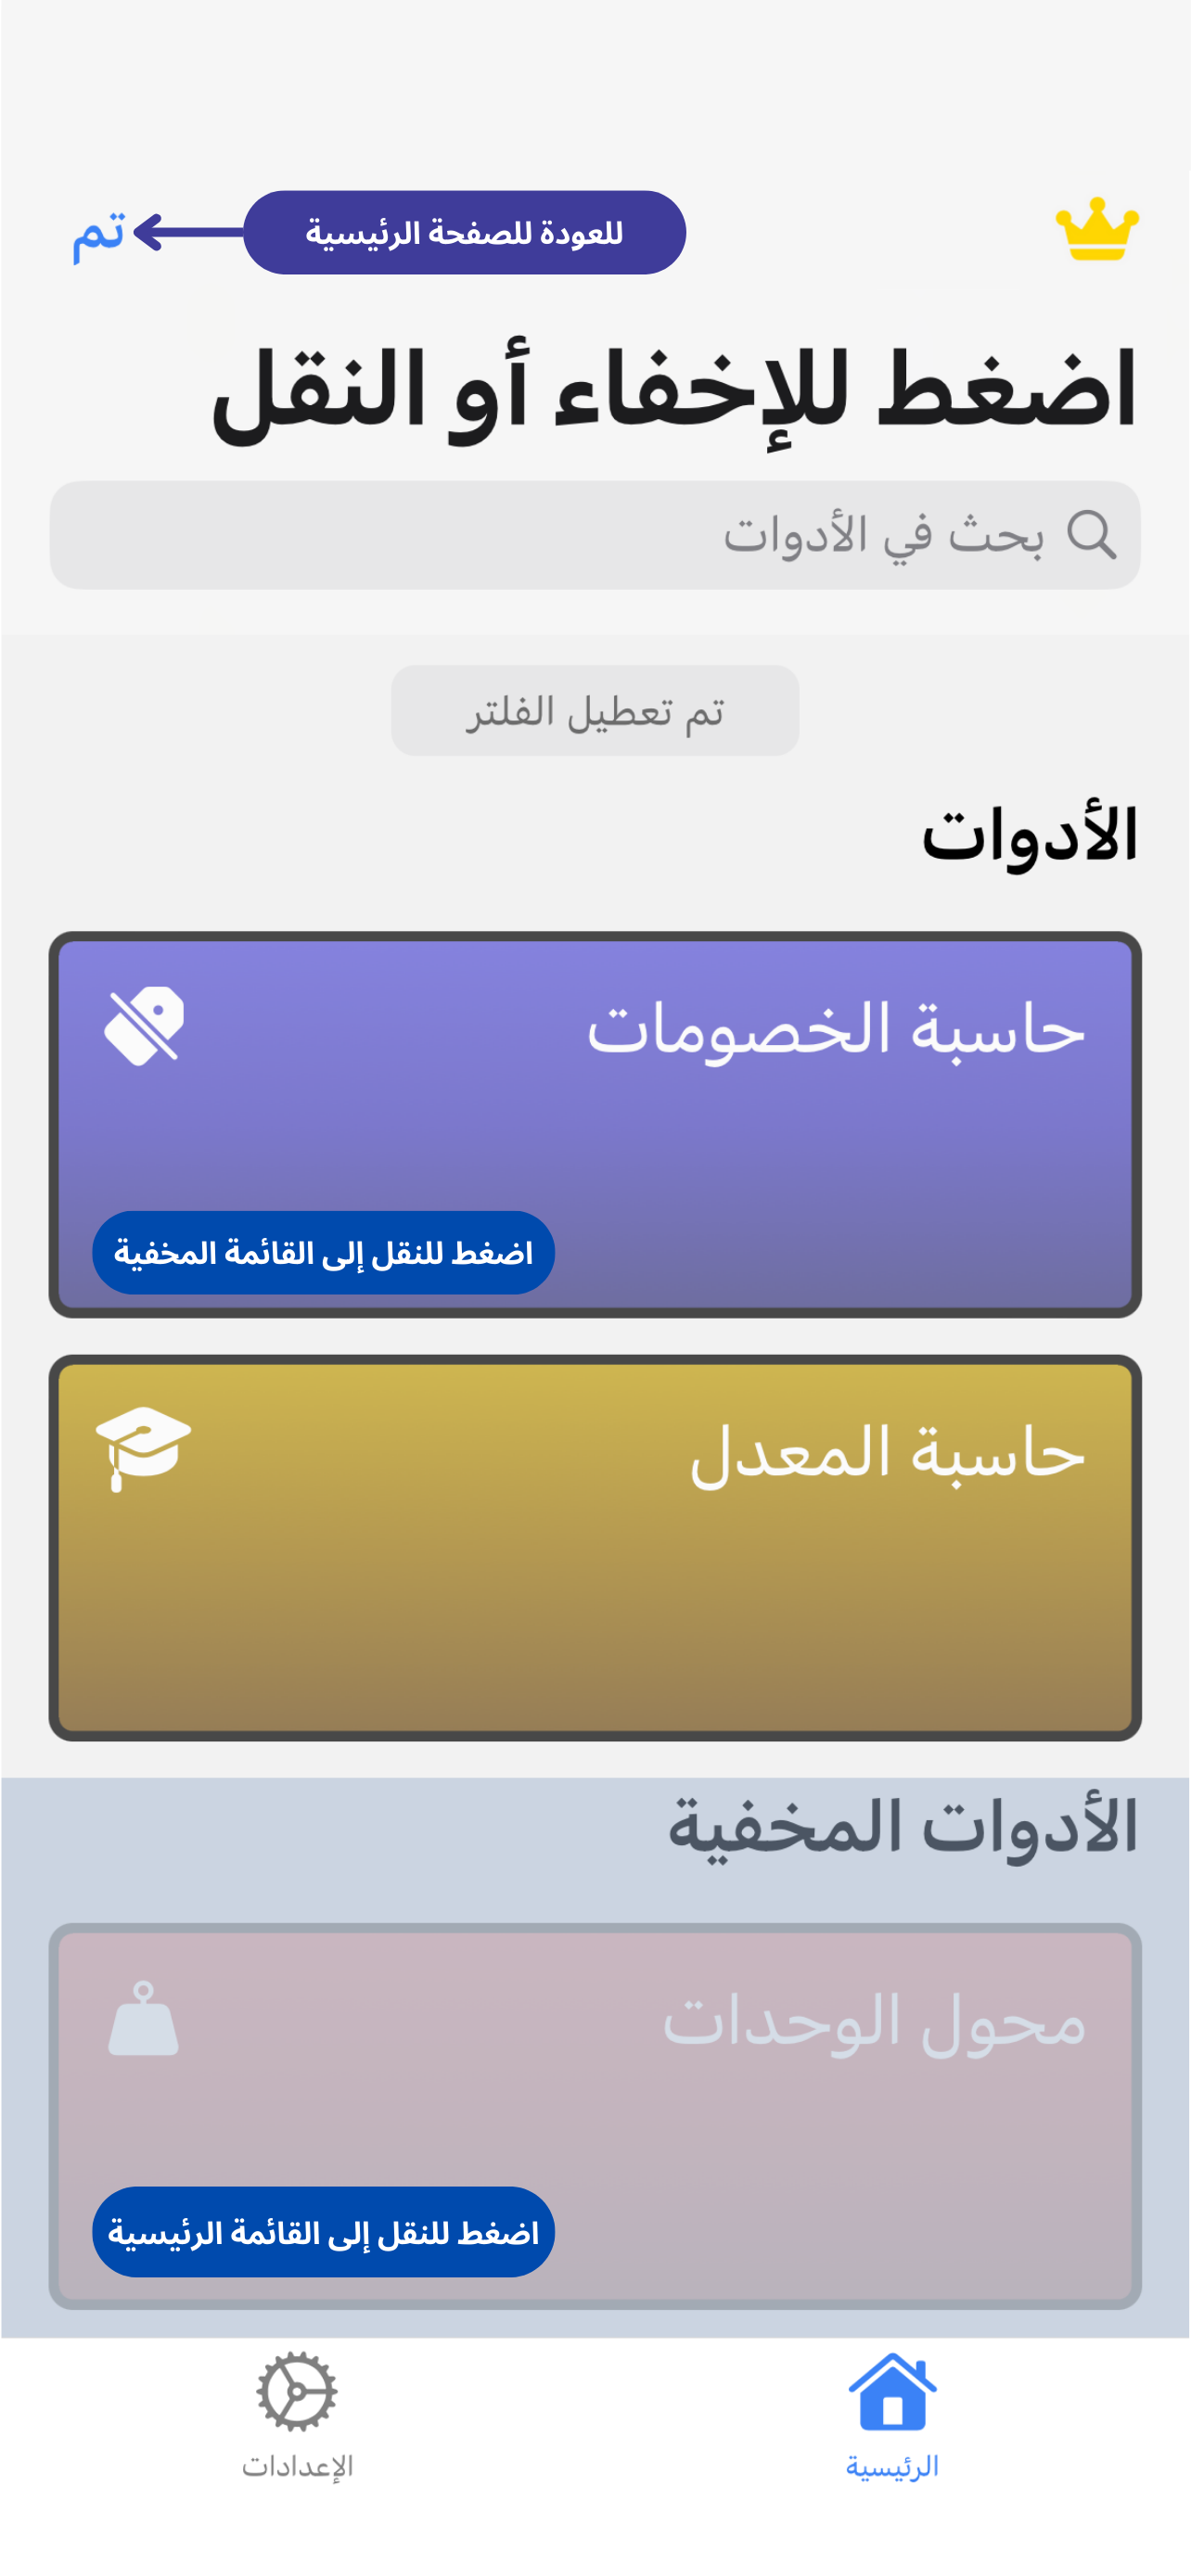 للعودة للصفحة الرئيسية
تم
اضغط للإخفاء أو النقل
بحث في الأدوات
تم تعطيل الفلتر
الأدوات
حاسبة الخصومات
اضغط للنقل إلى القائمة المخفية
حاسبة المعدل
الأدوات المخفية
محول الوحدات
اضغط للنقل إلى القائمة الرئيسية
الرئيسية
الإعدادات